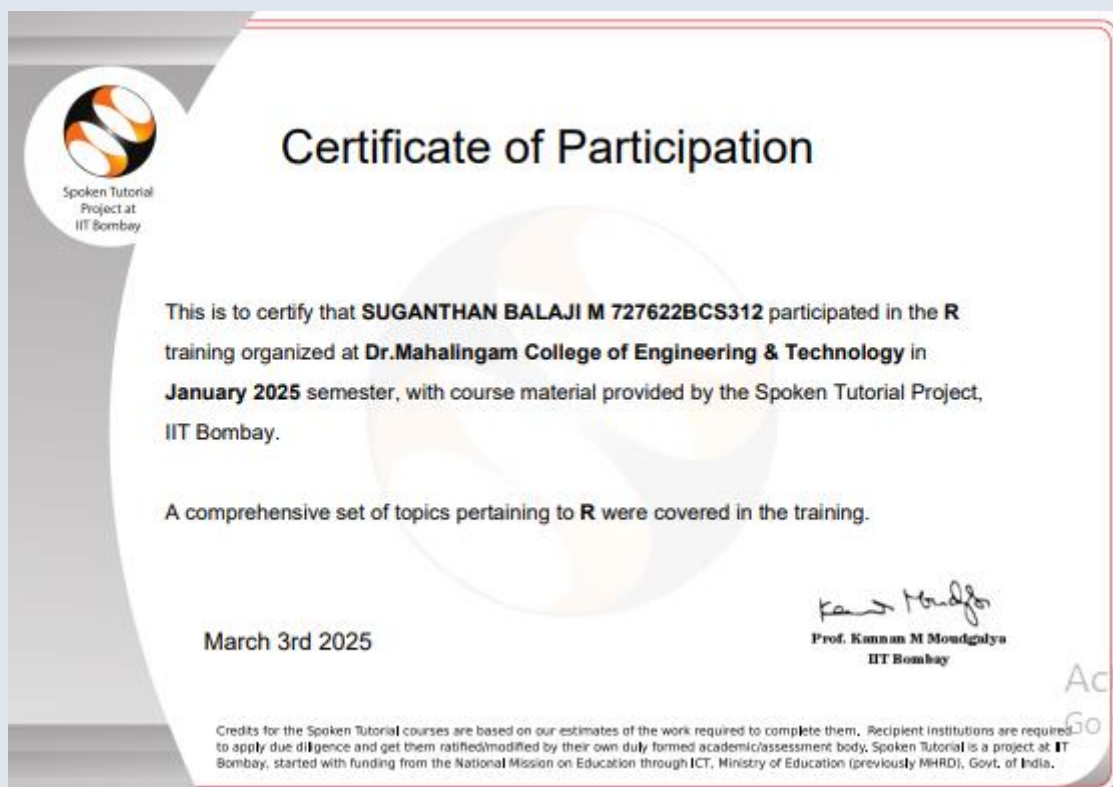 Spoken Tutorial
Project at
IIT Bombay
Certificate of Participation
This is to certify that SUGANTHAN BALAJI M 727622BCS312 participated in the R
training organized at Dr.Mahalingam College of Engineering & Technology in
January 2025 semester, with course material provided by the Spoken Tutorial Project,
IIT Bombay.
A comprehensive set of topics pertaining to R were covered in the training.
March 3rd 2025
Prof. Kannan M Moudgalya
IIT Bombay
Ac
Go
Credits for the Spoken Tutorial courses are based on our estimates of the work required to complete them. Recipient institutions are required
to apply due diligence and get them ratified/modified by their own duly formed academic/assessment body. Spoken Tutorial is a project at IIT
Bombay, started with funding from the National Mission on Education through ICT, Ministry of Education (previously MHRD), Govt. of India.